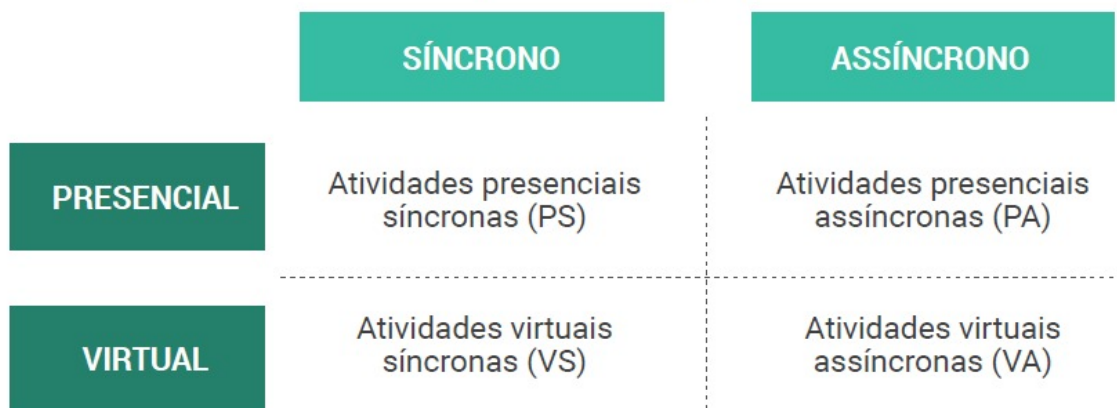 SÍNCRONO
ASSÍNCRONO
PRESENCIAL
Atividades presenciais
síncronas (PS)
Atividades presenciais
assíncronas (PA)
VIRTUAL
Atividades virtuais
síncronas (VS)
Atividades virtuais
assíncronas (VA)